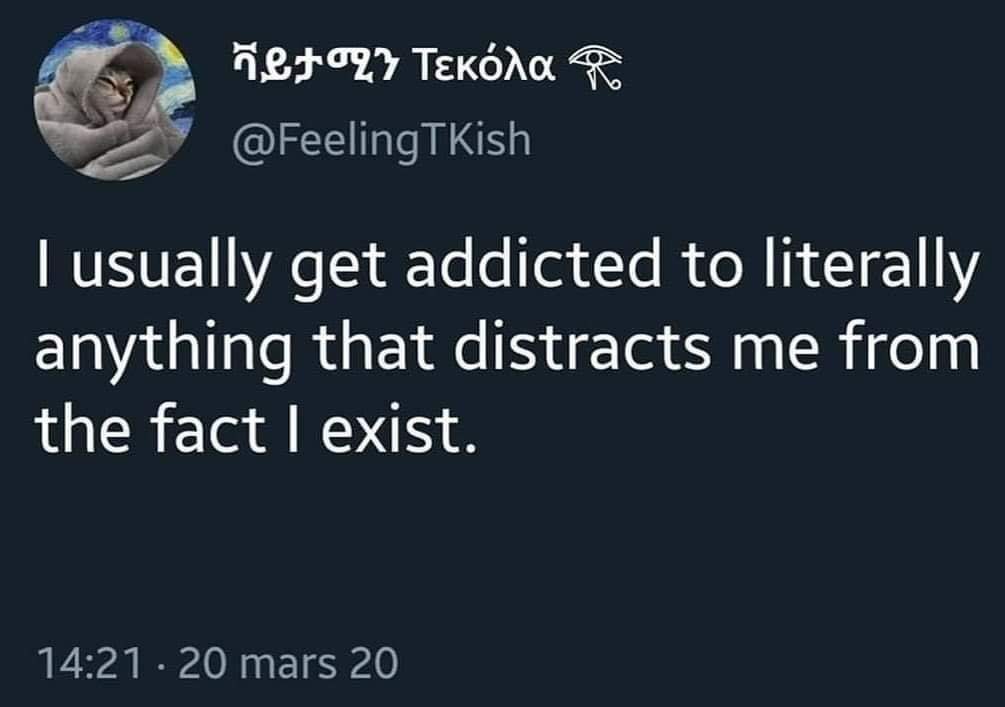 ቫይታሚን Τεκόλα 𓂀
@FeelingTKish
I usually get addicted to literally
anything that distracts me from
the fact I exist.
14:21 · 20 mars 20